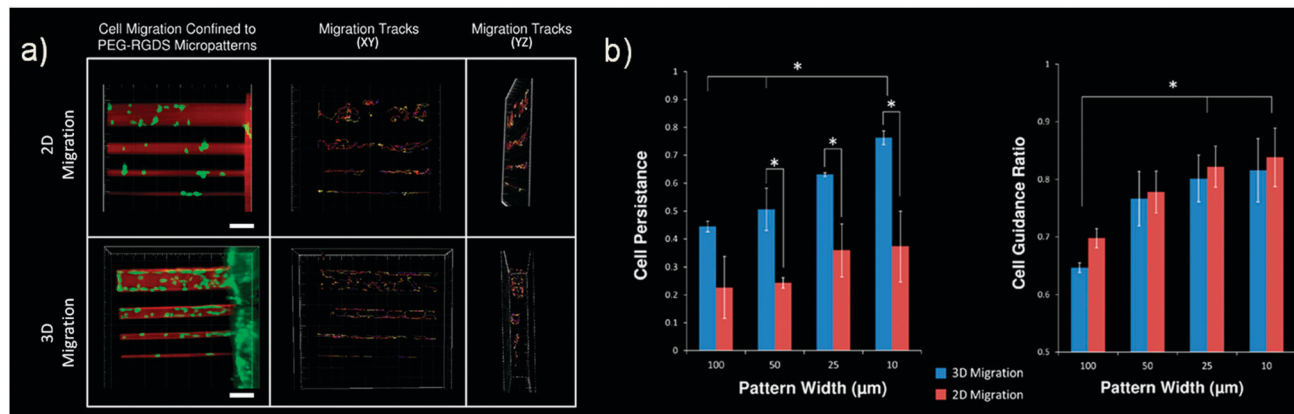 a)
Cell Migration Confined to
PEG-RGDS Micropatterns
Migration Tracks
(XY)
Migration Tracks
(YZ)
2D
Migration
3D
Migration
b)
Cell Persistance
1
0.9
0.8
0.7
0.6
0.5
0.4
0.3
0.2
0.1
0
*
*
*
*
100
50
25
10
Pattern Width (µm)
3D Migration
2D Migration
Cell Guidance Ratio
1
0.9
0.8
0.7
0.6
0.5
*
100
50
25
10
Pattern Width (µm)